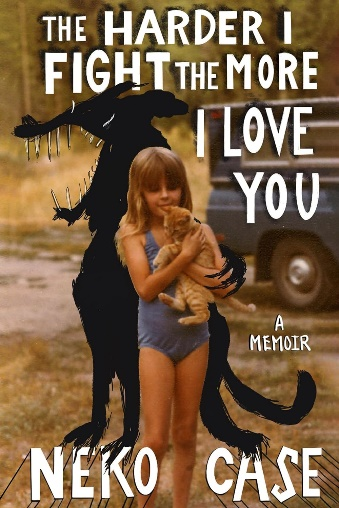 THE HARDER I
FIGHT THE MORE
I LOVE
YOU
A
MEMOIR
NEKO CASE